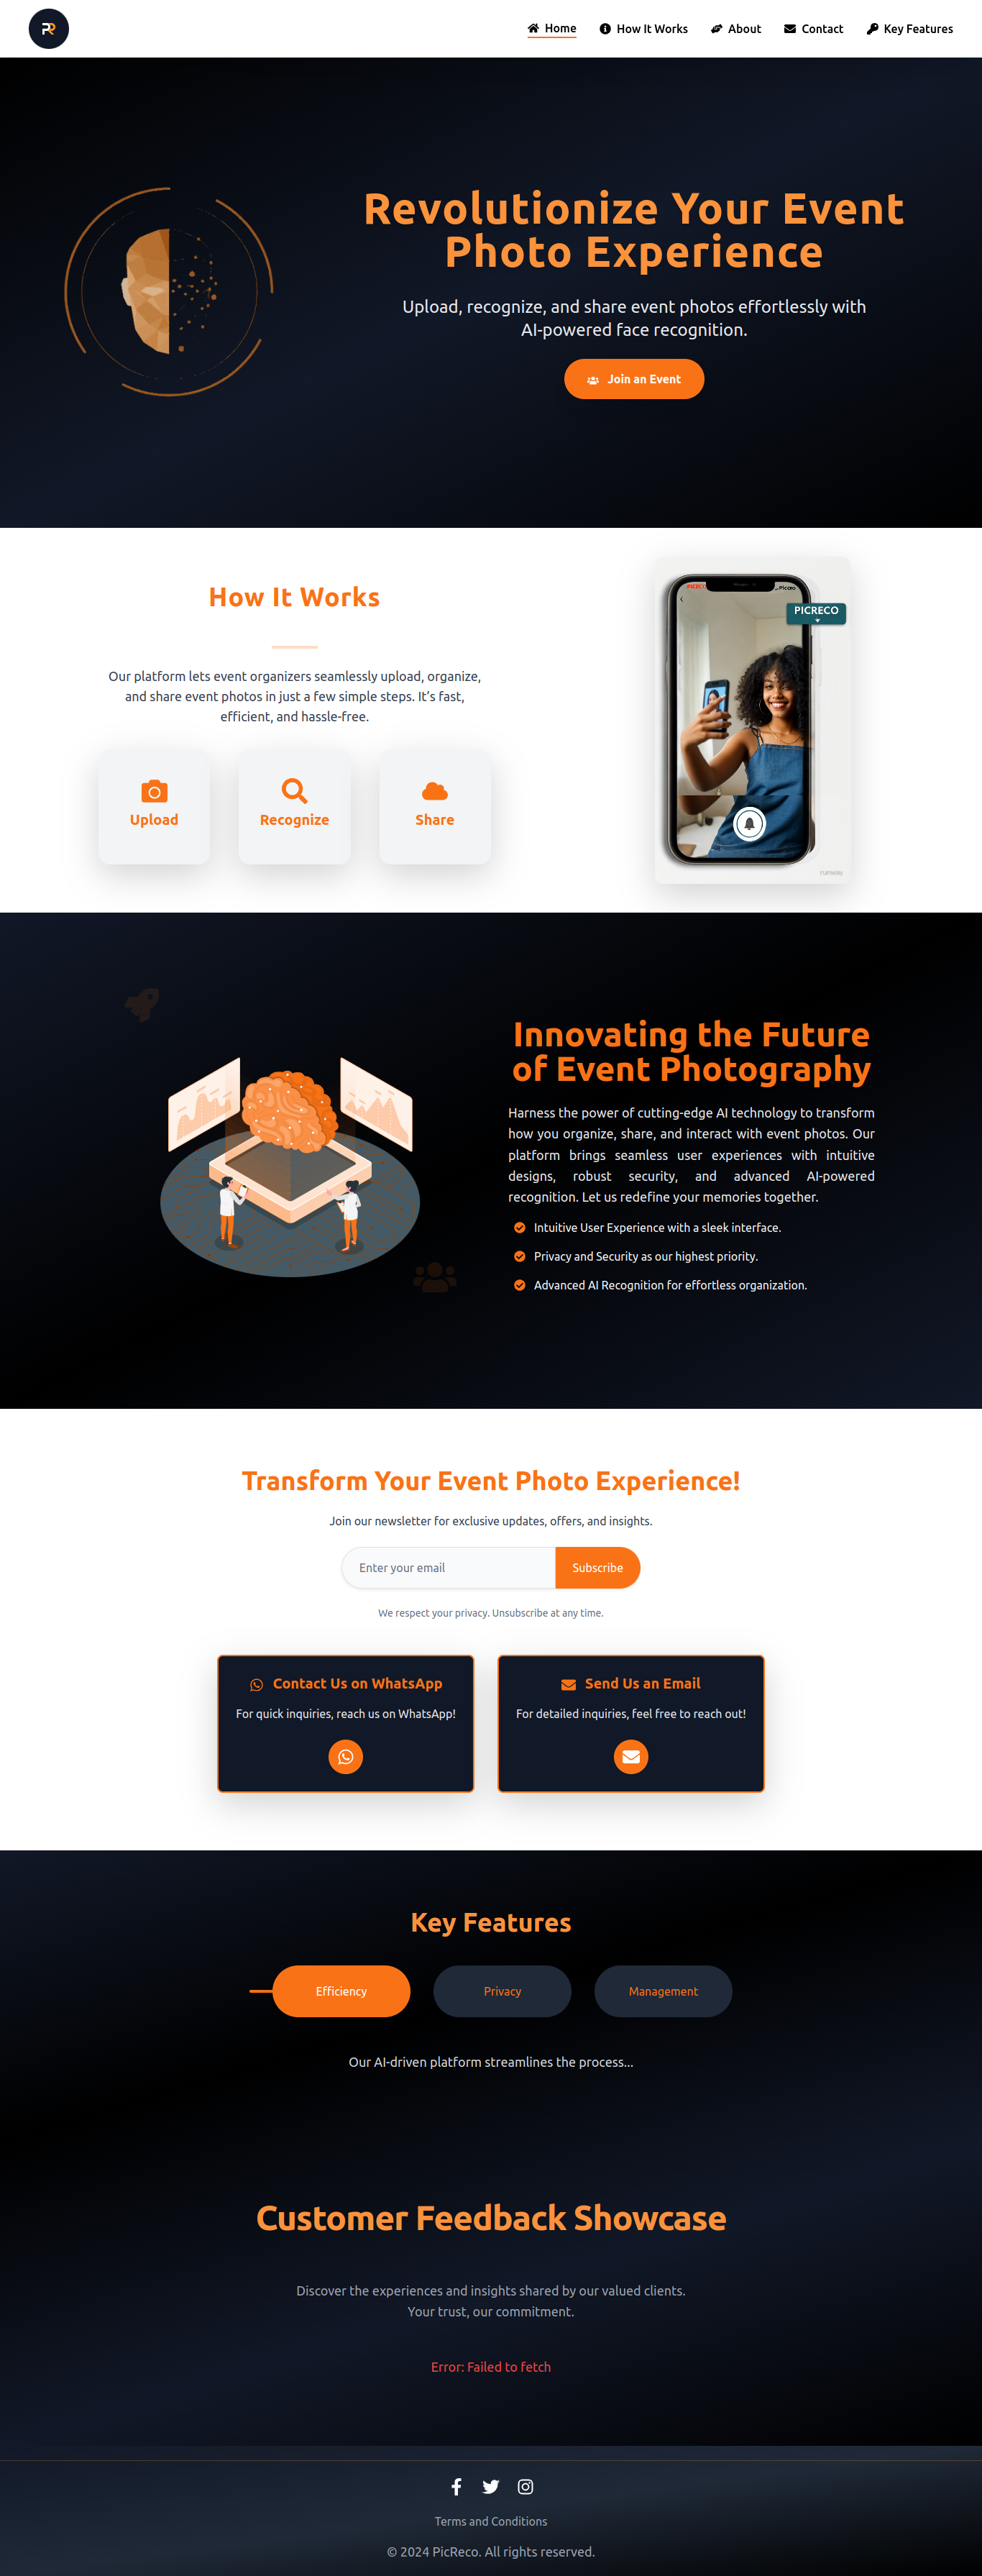 PR
Home
How It Works
About
Contact
Key Features
Revolutionize Your Event
Photo Experience
Upload, recognize, and share event photos effortlessly with
AI-powered face recognition.
Join an Event
How It Works
Our platform lets event organizers seamlessly upload, organize,
and share event photos in just a few simple steps. It’s fast,
efficient, and hassle-free.
Upload
Recognize
Share
PICRECO
runway
Innovating the Future
of Event Photography
Harness the power of cutting-edge AI technology to transform
how you organize, share, and interact with event photos. Our
platform brings seamless user experiences with intuitive
designs, robust security, and advanced AI-powered
recognition. Let us redefine your memories together.
Intuitive User Experience with a sleek interface.
Privacy and Security as our highest priority.
Advanced AI Recognition for effortless organization.
Transform Your Event Photo Experience!
Join our newsletter for exclusive updates, offers, and insights.
Enter your email
Subscribe
We respect your privacy. Unsubscribe at any time.
Contact Us on WhatsApp
For quick inquiries, reach us on WhatsApp!
Send Us an Email
For detailed inquiries, feel free to reach out!
Key Features
Efficiency
Privacy
Management
Our AI-driven platform streamlines the process...
Customer Feedback Showcase
Discover the experiences and insights shared by our valued clients.
Your trust, our commitment.
Error: Failed to fetch
Terms and Conditions
© 2024 PicReco. All rights reserved.